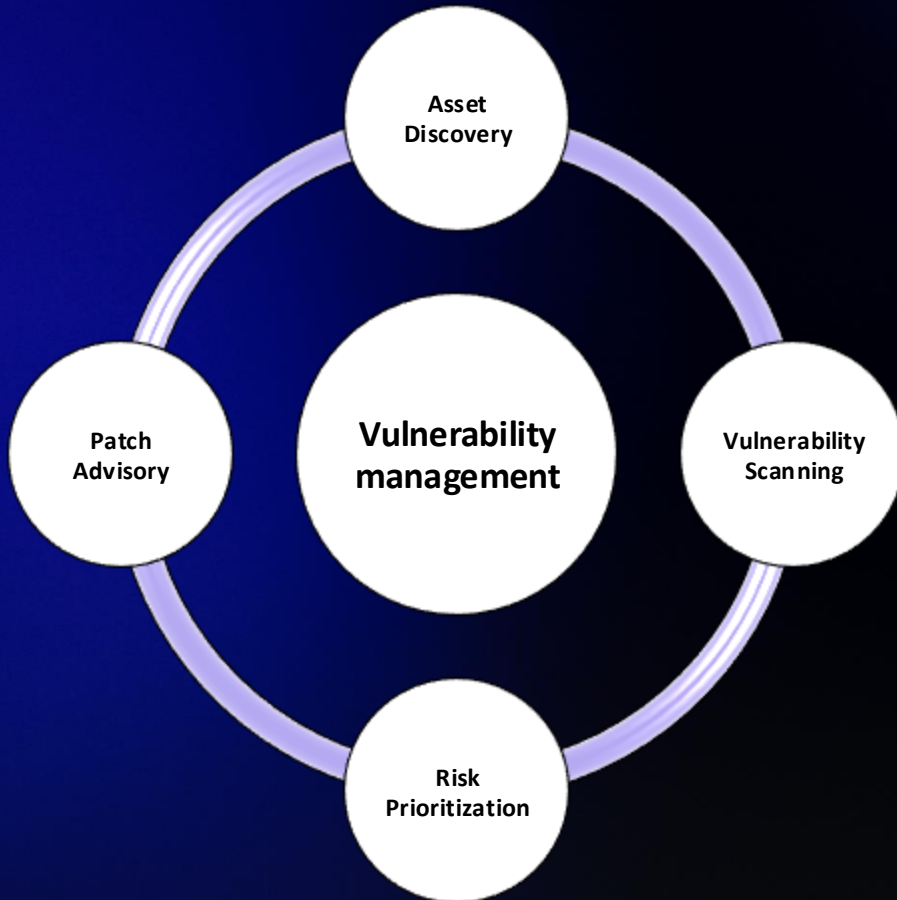 Asset
Discovery
Vulnerability
management
Patch
Advisory
Vulnerability
Scanning
Risk
Prioritization